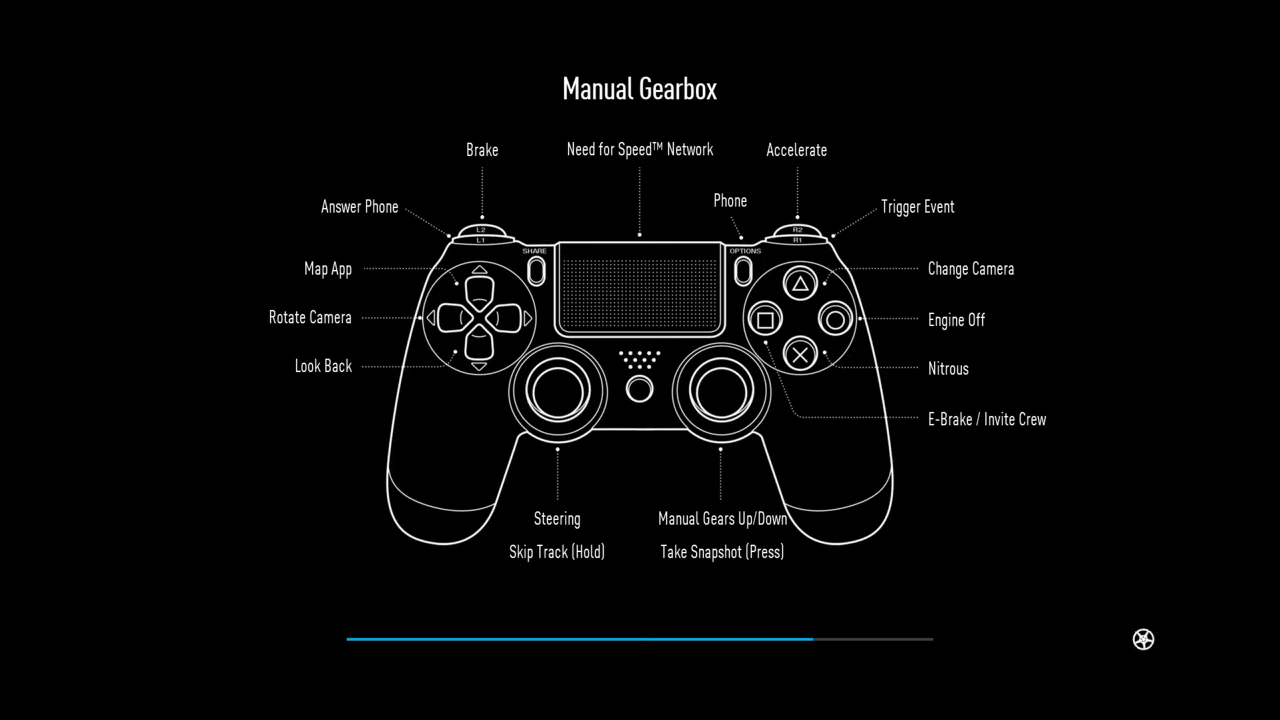 Manual Gearbox
Brake
Need for Speed™ Network
Accelerate
Phone
Answer Phone
Trigger Event
L2
R2
L1
R1
SHARE
OPTIONS
Map App
Change Camera
Rotate Camera
Engine Off
Look Back
Nitrous
E-Brake / Invite Crew
Steering
Manual Gears Up/Down
Skip Track (Hold)
Take Snapshot (Press)